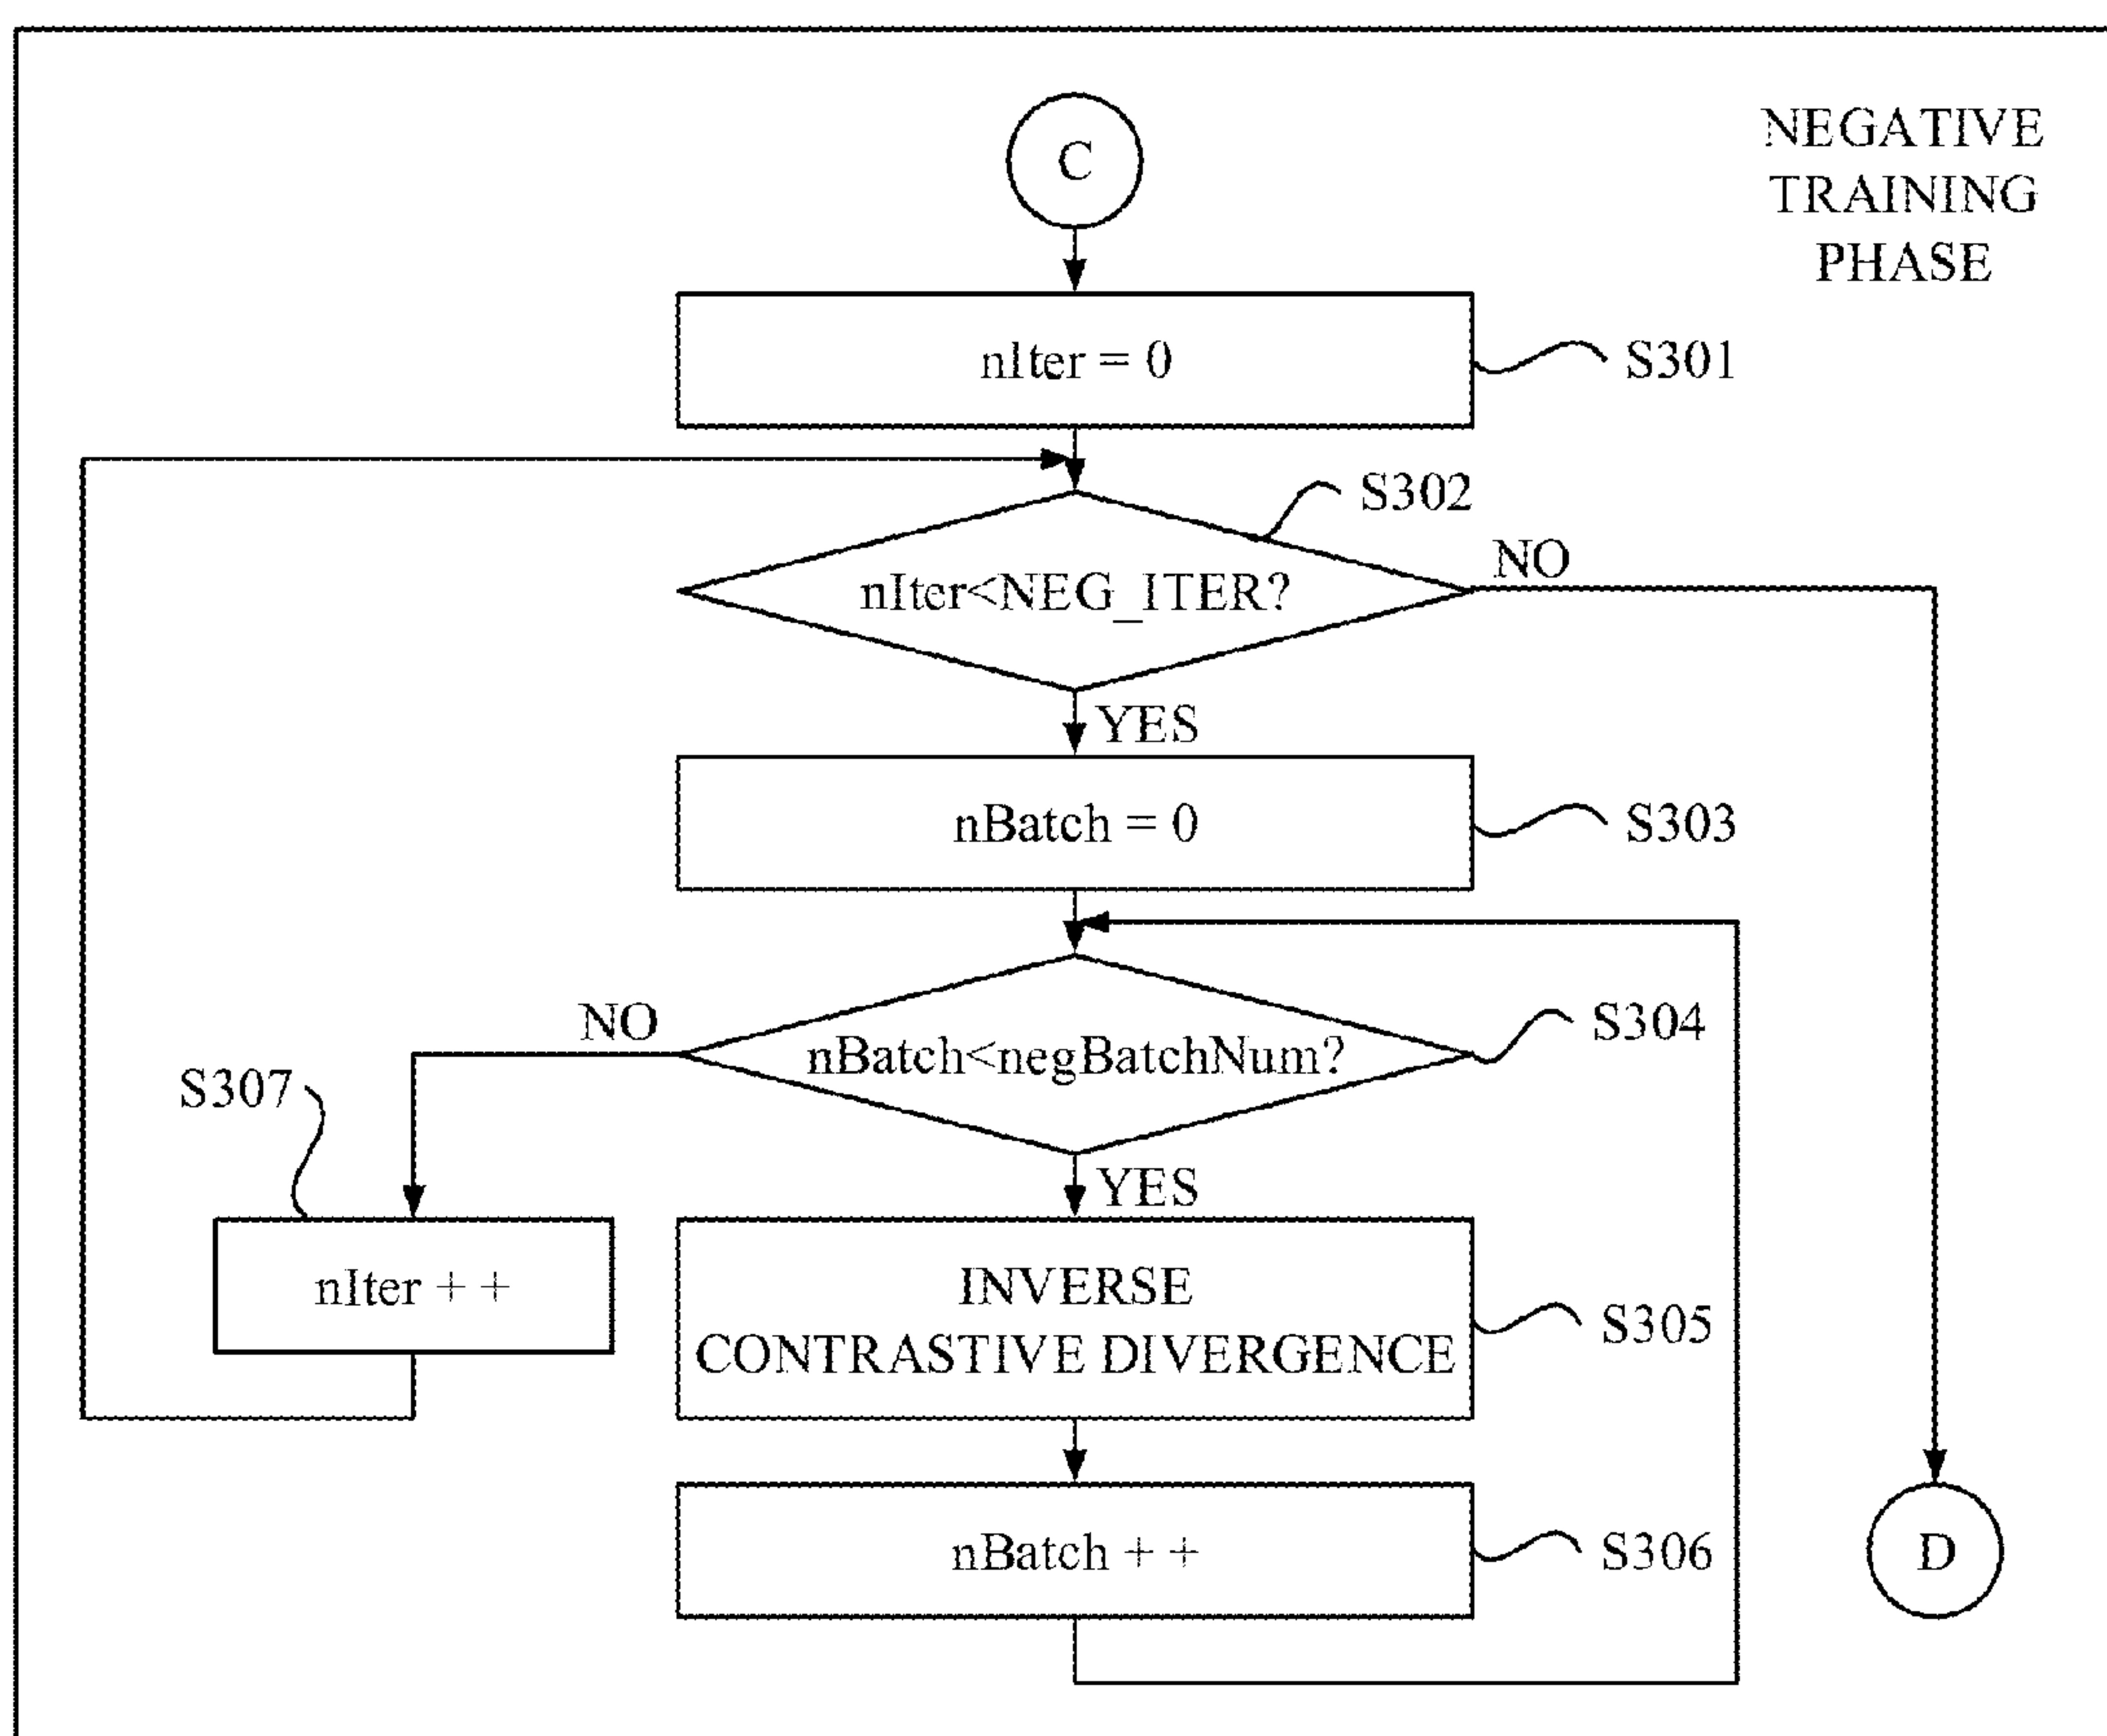 C
NEGATIVE
TRAINING
PHASE
nIter = 0
S301
S302
nIter<NEG_ITER?
NO
YES
nBatch = 0
S303
NO
nBatch<negBatchNum?
S304
S307
YES
nIter + +
INVERSE
CONTRASTIVE DIVERGENCE
S305
nBatch + +
S306
D